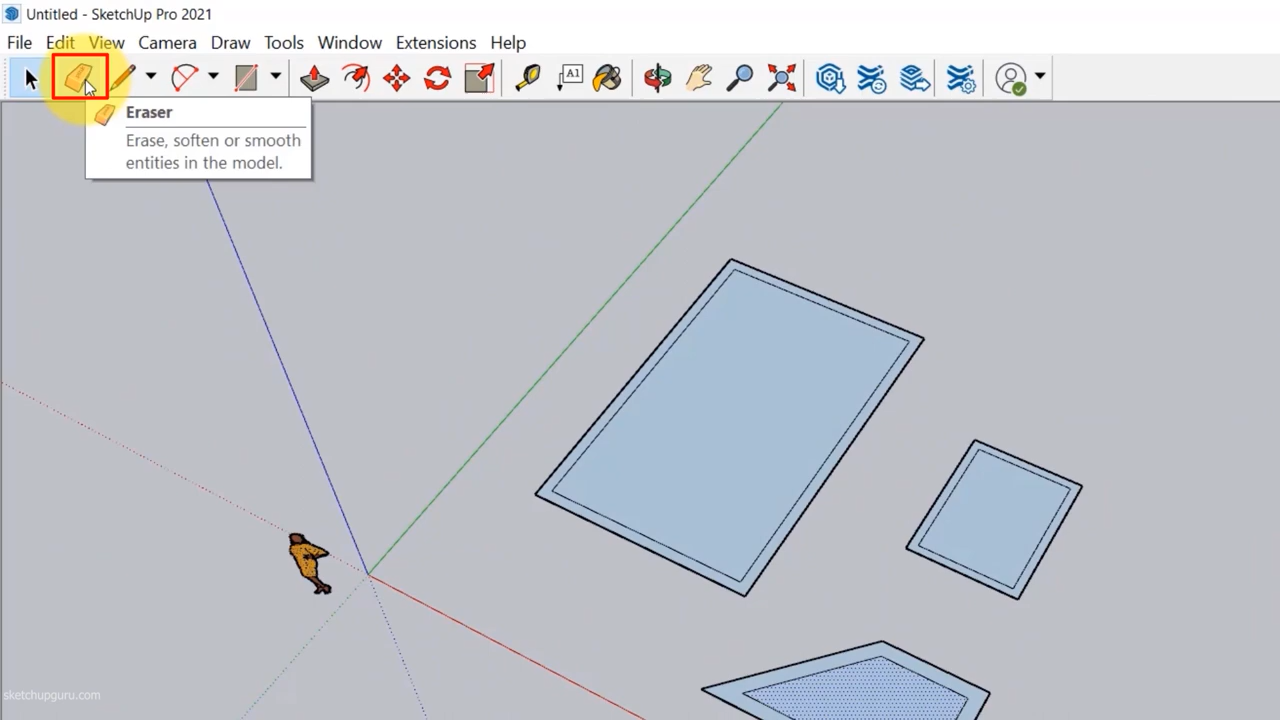 Untitled - SketchUp Pro 2021
File Edit View Camera Draw Tools Window Extensions Help
A1
Eraser
Erase, soften or smooth
entities in the model.
sketchupguru.com